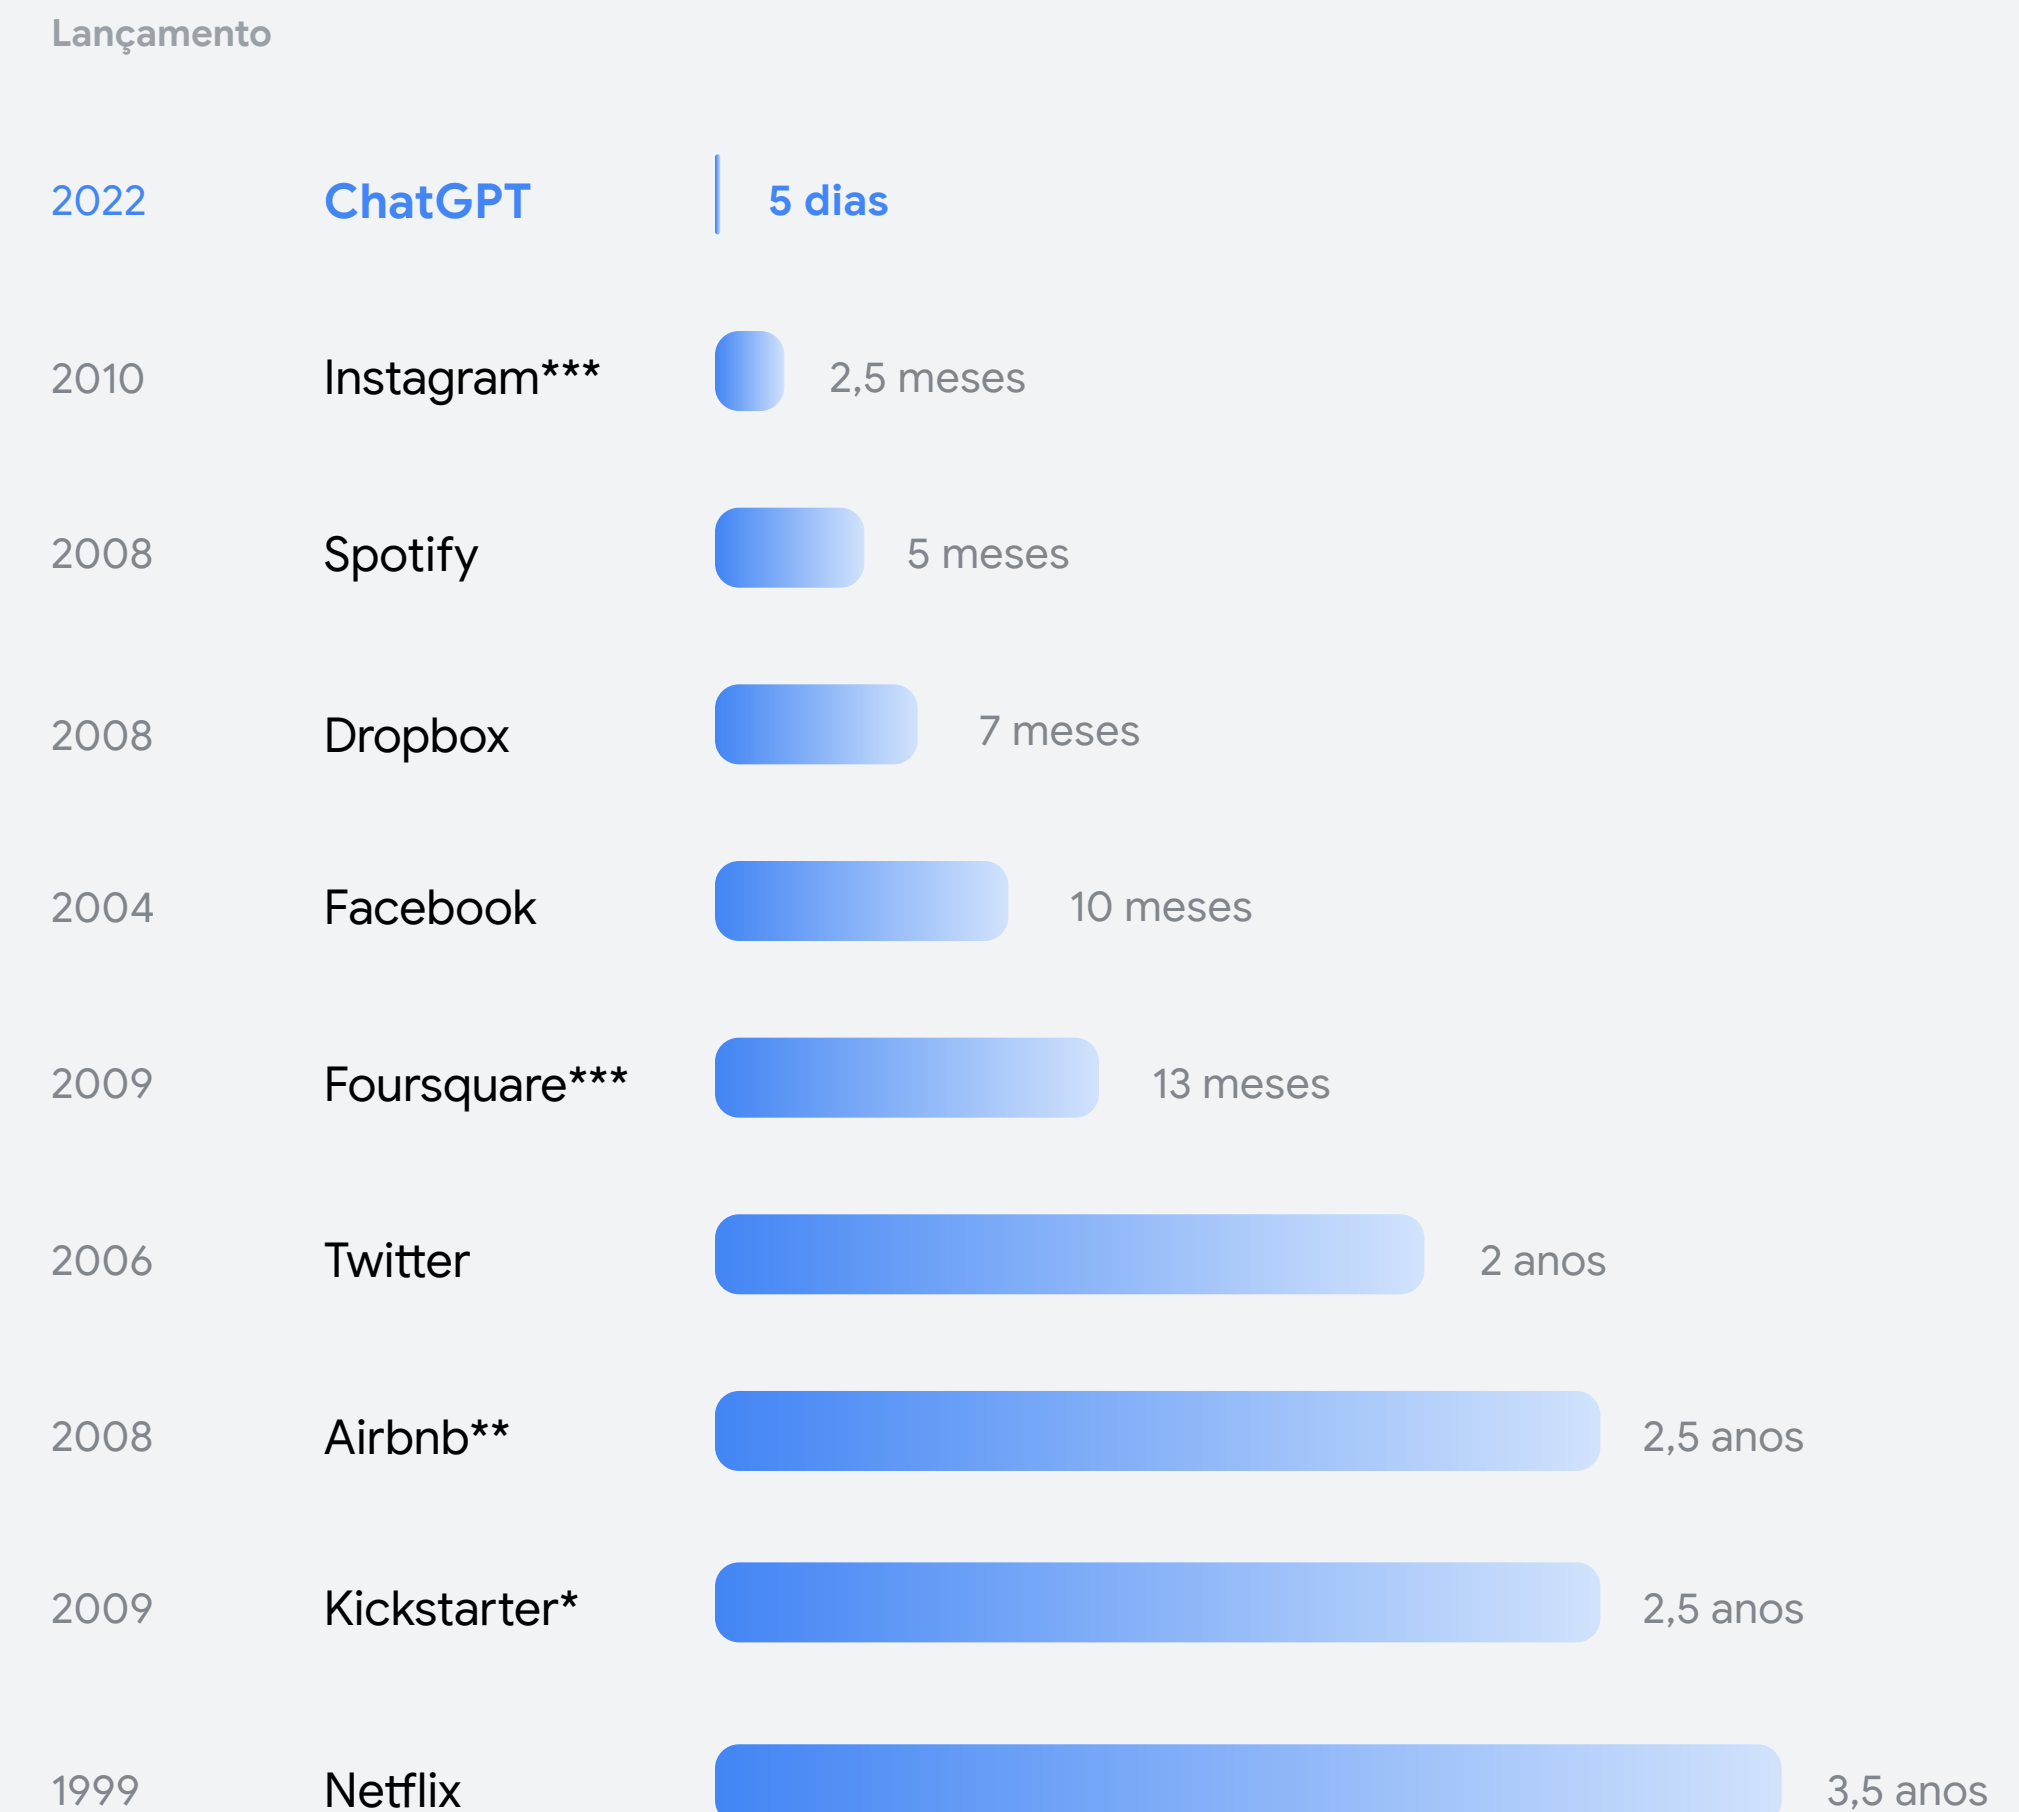 Lançamento
2022 ChatGPT 5 dias
2010 Instagram*** 2,5 meses
2008 Spotify 5 meses
2008 Dropbox 7 meses
2004 Facebook 10 meses
2009 Foursquare*** 13 meses
2006 Twitter 2 anos
2008 Airbnb** 2,5 anos
2009 Kickstarter* 2,5 anos
1999 Netflix 3,5 anos